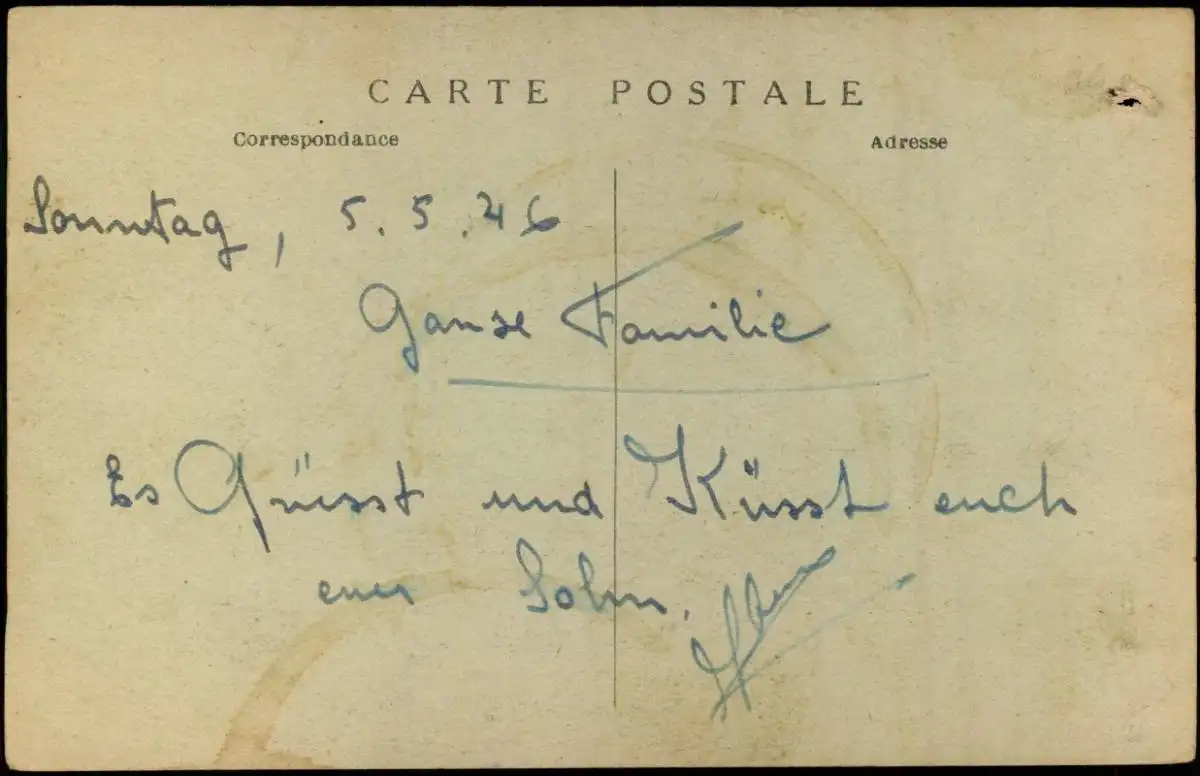 CARTE POSTALE
Correspondance
Adresse
Sonntag, 5.5.46
Ganze Familie
Es Grüsst und Küsst euch
euer Sohn,